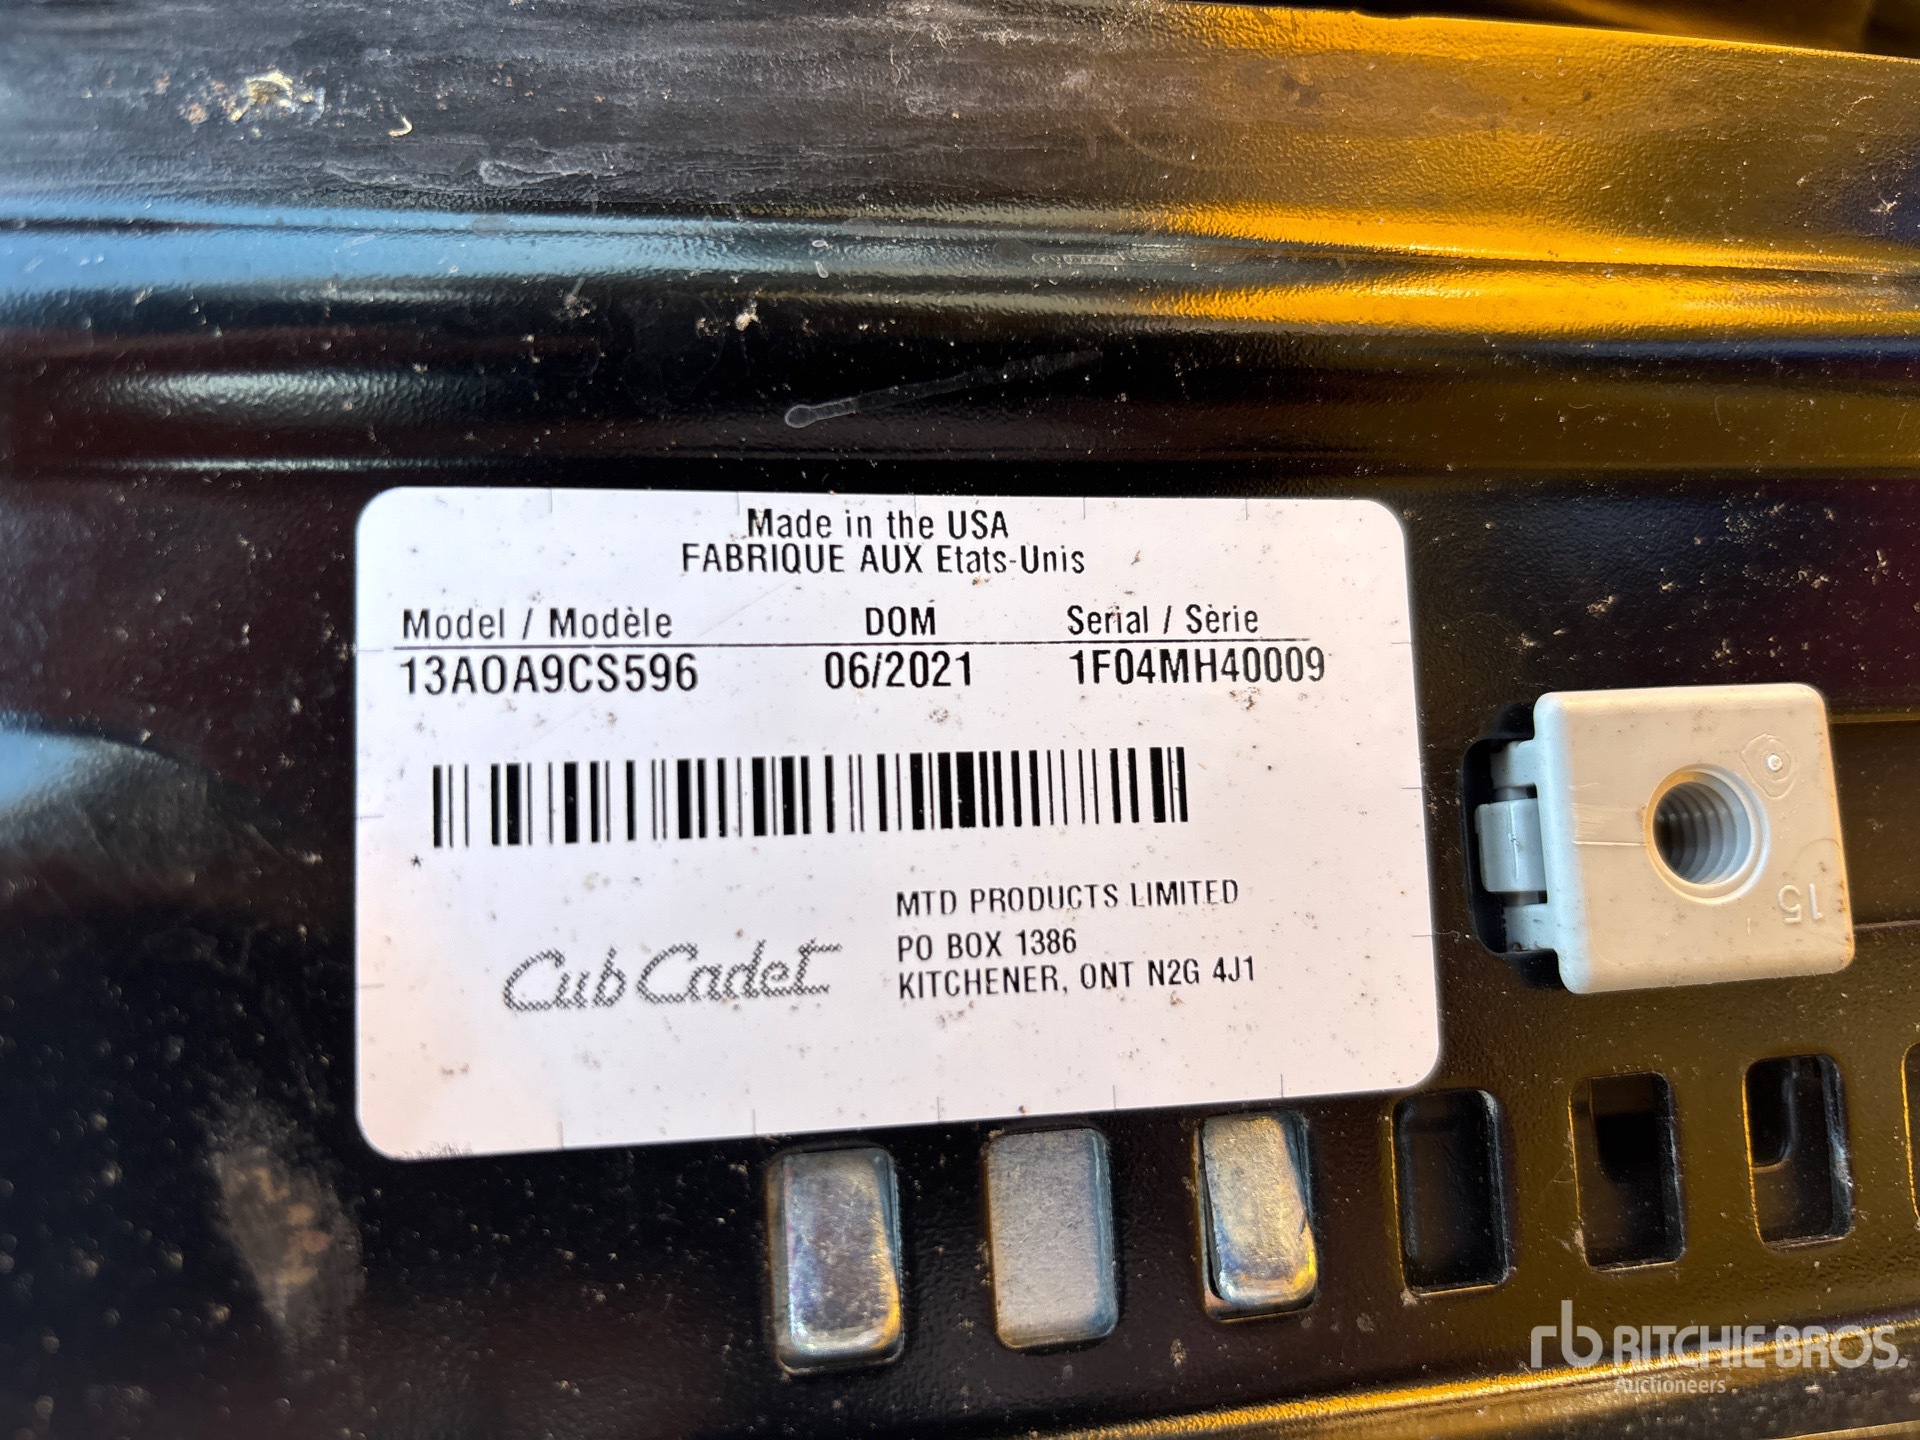 Made in the USA
FABRIQUE AUX Etats-Unis
Model / Modèle DOM Serial / Série
13AOA9CS596 06/2021 1F04MH40009
*
MTD PRODUCTS LIMITED
PO BOX 1386
Cub Cadet
KITCHENER, ONT N2G 4J1
15
rb RITCHIE BROS.
Auctioneers